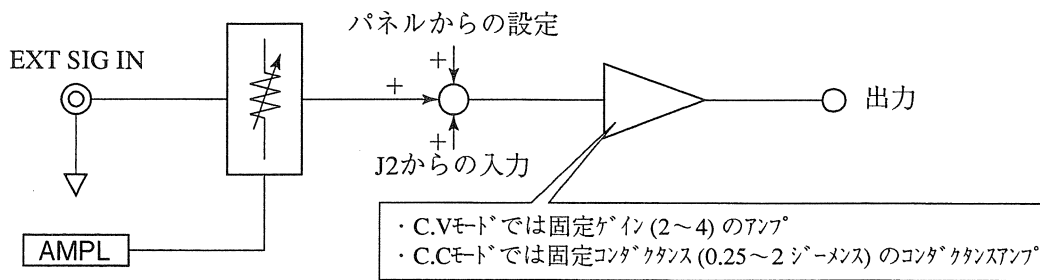 パネルからの設定
EXT SIG IN
+
+
+
出力
J2からの入力
AMPL
・C.Vモードでは固定ゲイン(2~4)のアンプ
・C.Cモードでは固定コンダクタンス(0.25~2 ジーメンス)のコンダクタンスアンプ